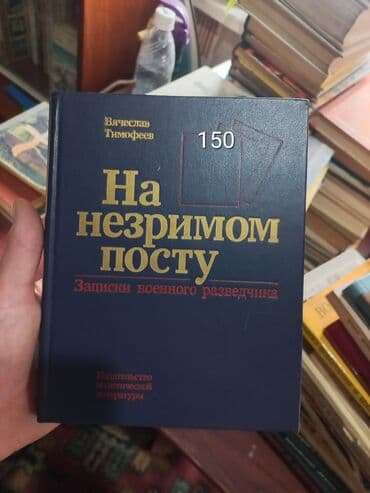 Вячеслав
Тимофеев
150
На
незримом
посту
Записки военного разведчика
Издательство
политической
литературы